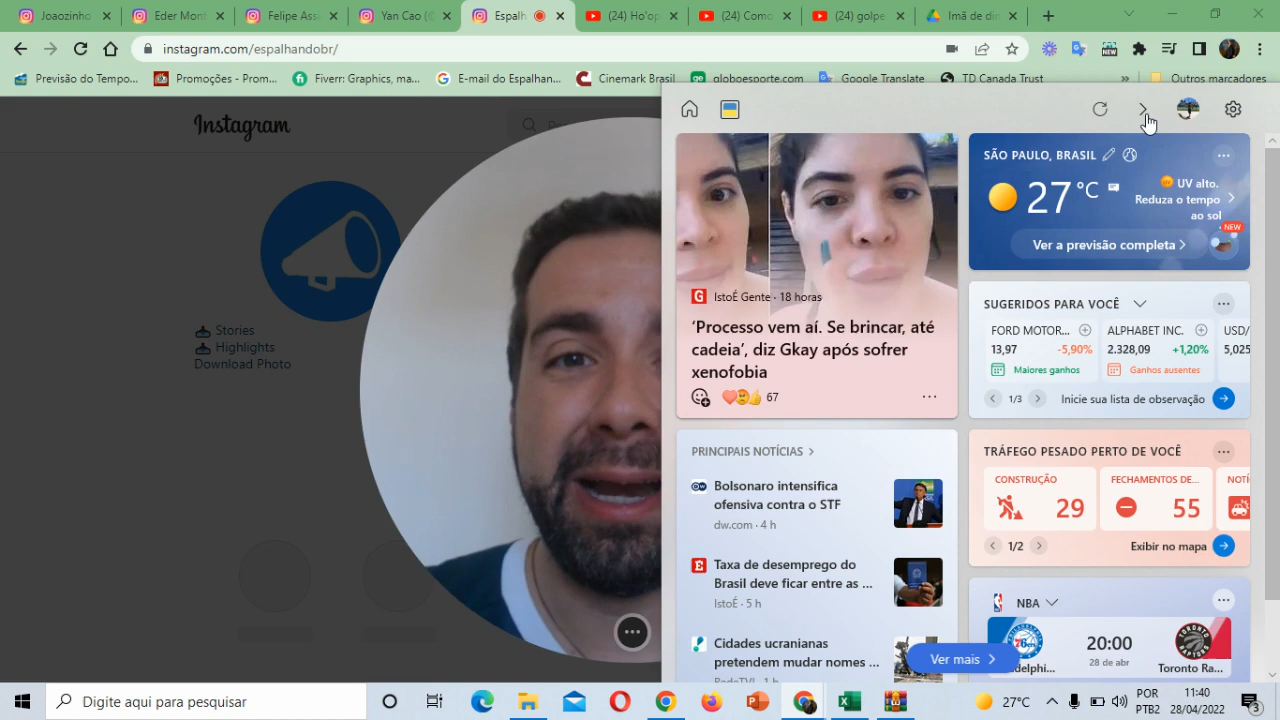 Joaozinho
Eder Mont
Felipe Ass
Yan Cao (@
Espalh
(24) Ho'op
(24) Como
(24) golpe
Imã de din
instagram.com/espalhandobr/
Previsão do Tempo...
Promoções - Prom...
Fiverr: Graphics, ma...
E-mail do Espalhan...
Cinemark Brasil
globoesporte.com
Google Translate
TD Canada Trust
»
Outros marcadores
Instagram
Stories
Highlights
Download Photo
IstoÉ Gente · 18 horas
‘Processo vem aí. Se brincar, até
cadeia’, diz Gkay após sofrer
xenofobia
67
SÃO PAULO, BRASIL
27°C
UV alto.
Reduza o tempo
ao sol
NEW
Ver a previsão completa
SUGERIDOS PARA VOCÊ
FORD MOTOR...
13,97 -5,90%
Maiores ganhos
ALPHABET INC.
2.328,09 +1,20%
Ganhos ausentes
USD/
5,025
1/3
Inicie sua lista de observação
PRINCIPAIS NOTÍCIAS
Bolsonaro intensifica
ofensiva contra o STF
dw.com · 4 h
Taxa de desemprego do
Brasil deve ficar entre as ...
IstoÉ · 5 h
Cidades ucranianas
pretendem mudar nomes ...
RedeTV! · 1 h
TRÁFEGO PESADO PERTO DE VOCÊ
CONSTRUÇÃO
29
FECHAMENTOS DE...
55
NOTÍ
1/2
Exibir no mapa
NBA
20:00
28 de abr
Toronto Ra...
Ver mais
Digite aqui para pesquisar
27°C
POR
PTB2
11:40
28/04/2022
3